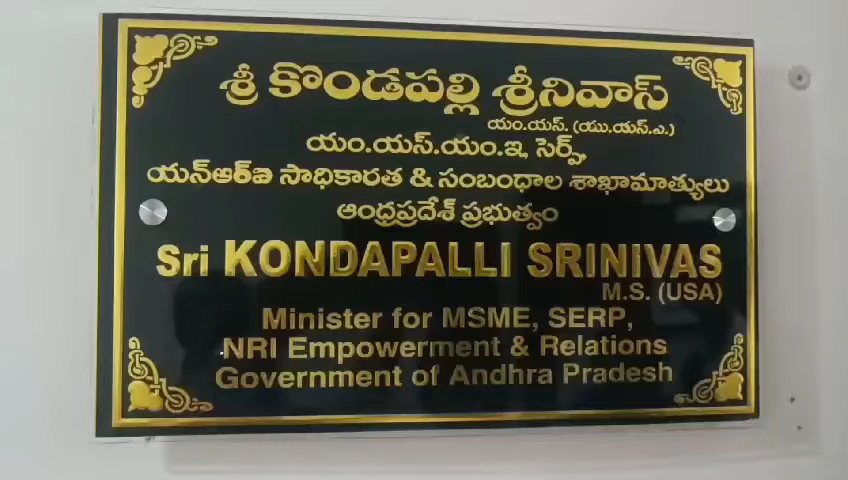 శ్రీ కొండపల్లి శ్రీనివాస్
యం.యస్. (యు.యస్.ఎ.)
యం.యస్.యం.ఇ, సెర్ప్,
యన్ఆర్ఐ సాధికారత & సంబంధాల శాఖామాత్యులు
ఆంధ్రప్రదేశ్ ప్రభుత్వం
Sri KONDAPALLI SRINIVAS
M.S. (USA)
Minister for MSME, SERP,
NRI Empowerment & Relations
Government of Andhra Pradesh